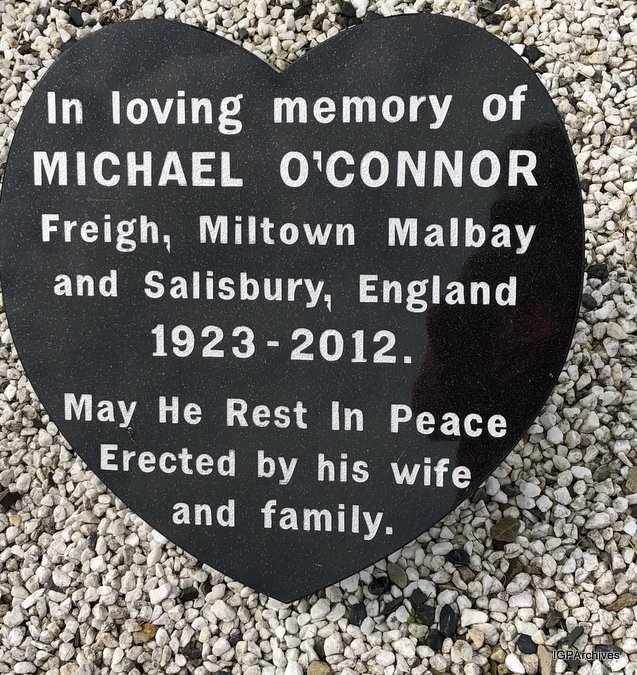 In loving memory of
MICHAEL O'CONNOR
Freigh, Miltown Malbay
and Salisbury, England
1923-2012.
May He Rest In Peace
Erected by his wife
and family.
IGPArchives